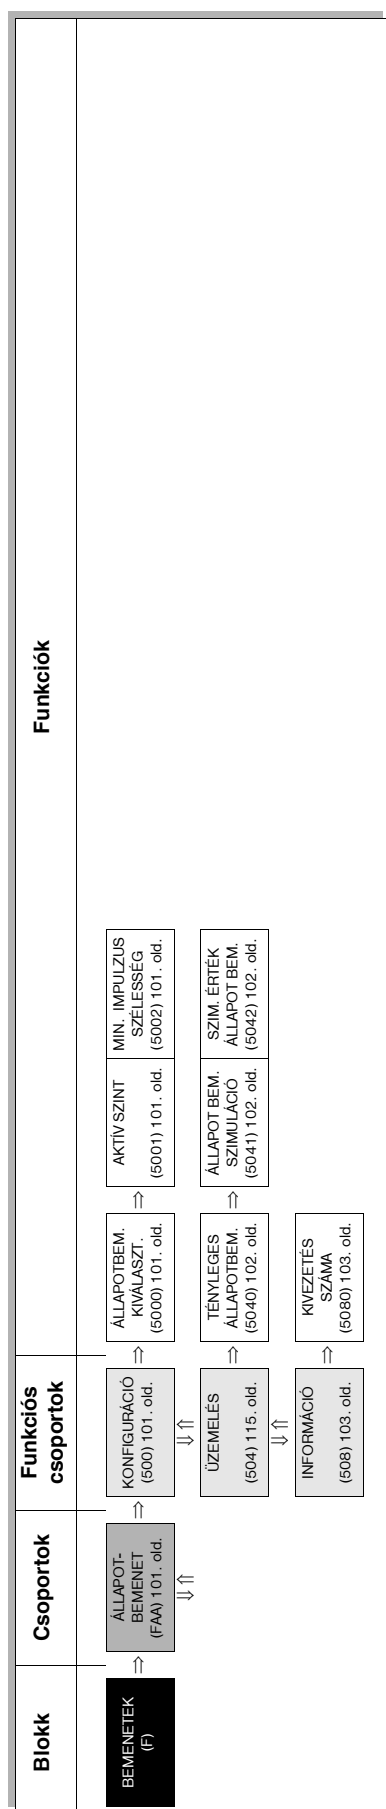 Blokk
Csoportok
Funkciós
csoportok
Funkciók
BEMENETEK
(F)
⇒
ÁLLAPOT-
BEMENET
(FAA) 101. old.
⇒
KONFIGURÁCIÓ
(500) 101. old.
⇒
ÁLLAPOTBEM.
KIVÁLASZT.
(5000) 101. old.
⇒
AKTÍV SZINT
(5001) 101. old.
MIN. IMPULZUS
SZÉLESSÉG
(5002) 101. old.
⇓⇑
⇓⇑
ÜZEMELÉS
(504) 115. old.
⇒
TÉNYLEGES
ÁLLAPOTBEM.
(5040) 102. old.
⇒
ÁLLAPOT BEM.
SZIMULÁCIÓ
(5041) 102. old.
SZIM. ÉRTÉK
ÁLLAPOT BEM.
(5042) 102. old.
⇓⇑
INFORMÁCIÓ
(508) 103. old.
⇒
KIVEZETÉS
SZÁMA
(5080) 103. old.